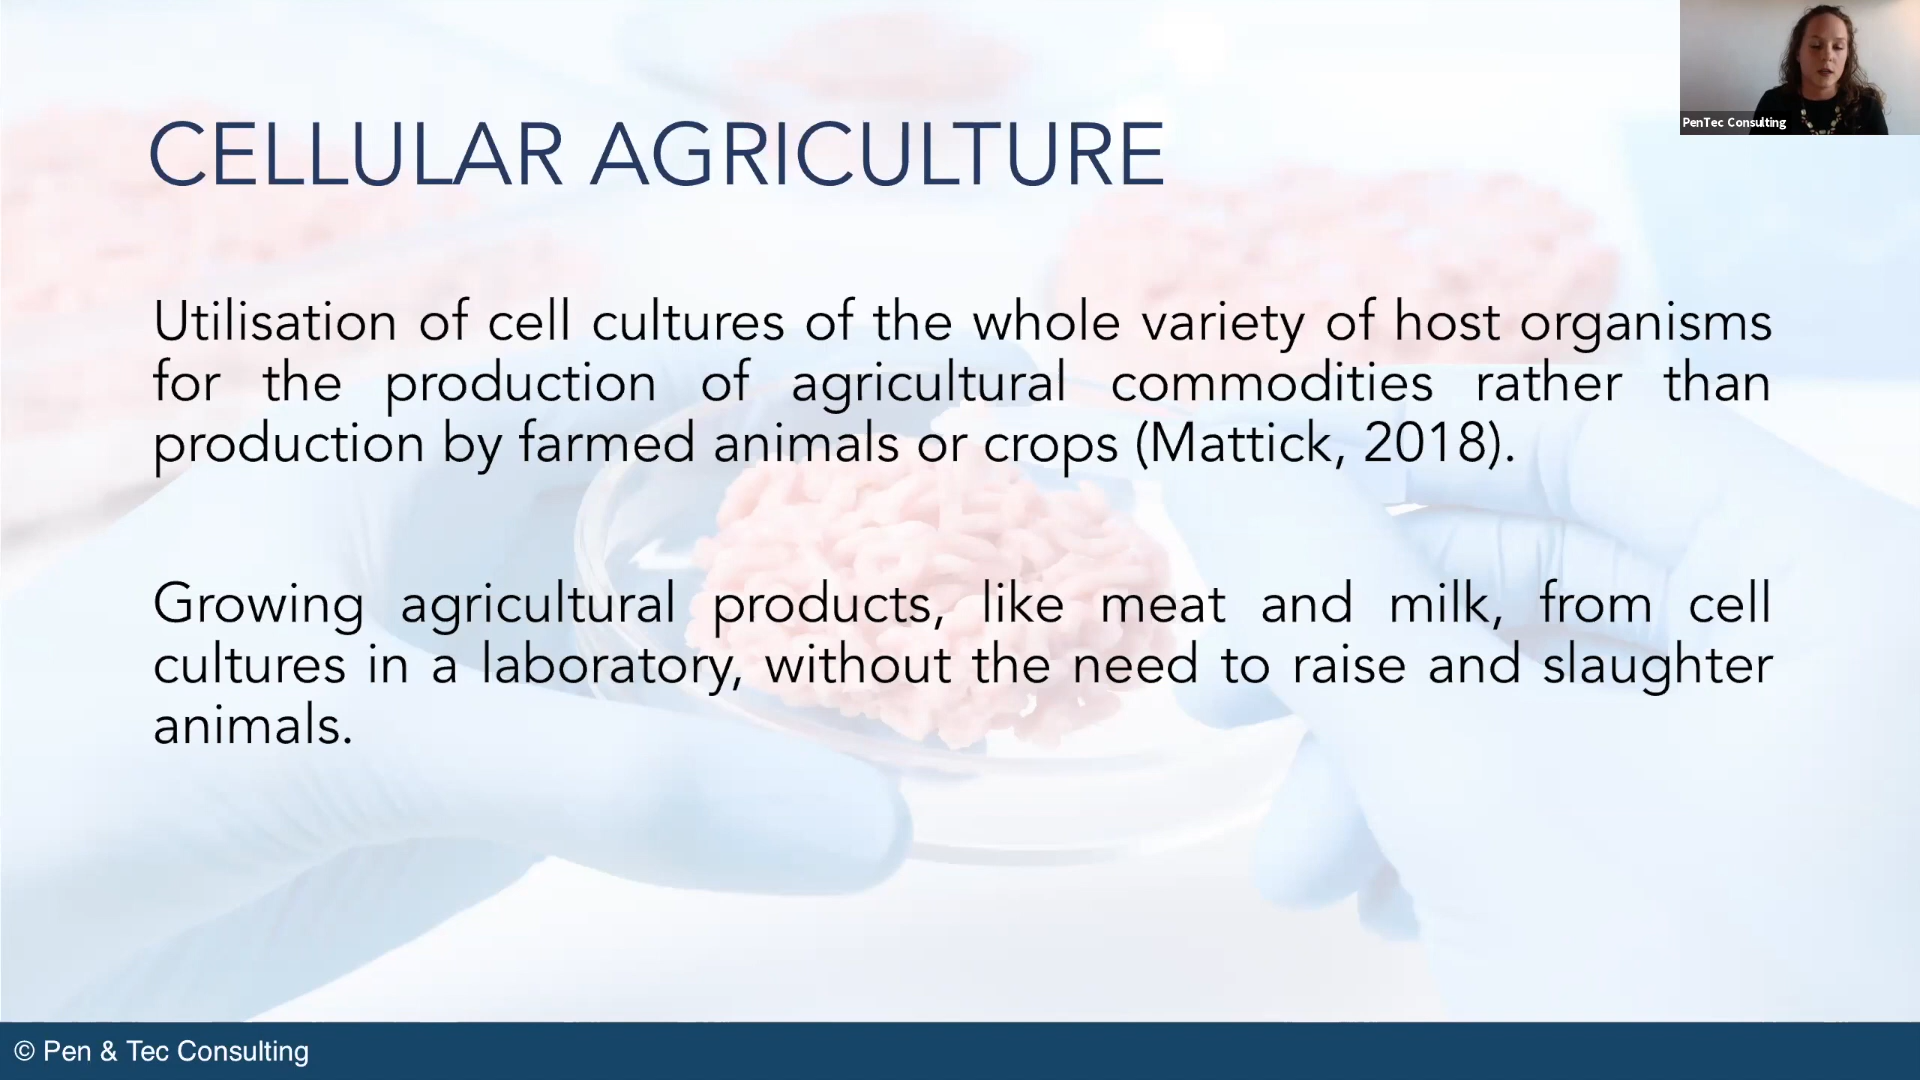 CELLULAR AGRICULTURE
PenTec Consulting
Utilisation of cell cultures of the whole variety of host organisms
for the production of agricultural commodities rather than
production by farmed animals or crops (Mattick, 2018).
Growing agricultural products, like meat and milk, from cell
cultures in a laboratory, without the need to raise and slaughter
animals.
© Pen & Tec Consulting